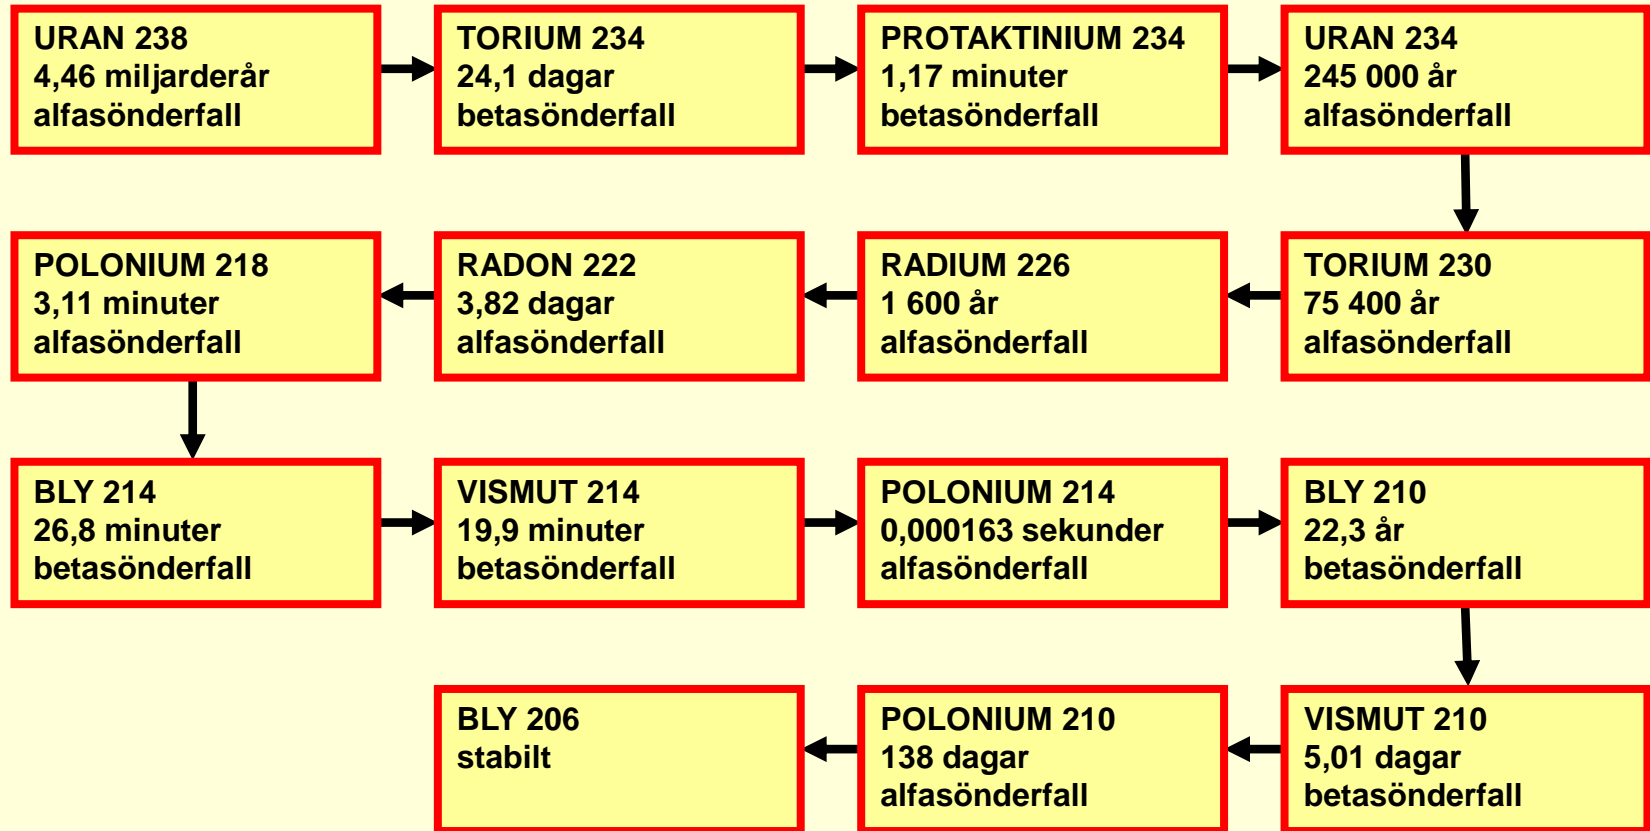 URAN 238
4,46 miljarderår
alfasönderfall
TORIUM 234
24,1 dagar
betasönderfall
PROTAKTINIUM 234
1,17 minuter
betasönderfall
URAN 234
245 000 år
alfasönderfall
POLONIUM 218
3,11 minuter
alfasönderfall
RADON 222
3,82 dagar
alfasönderfall
RADIUM 226
1 600 år
alfasönderfall
TORIUM 230
75 400 år
alfasönderfall
BLY 214
26,8 minuter
betasönderfall
VISMUT 214
19,9 minuter
betasönderfall
POLONIUM 214
0,000163 sekunder
alfasönderfall
BLY 210
22,3 år
betasönderfall
BLY 206
stabilt
POLONIUM 210
138 dagar
alfasönderfall
VISMUT 210
5,01 dagar
betasönderfall